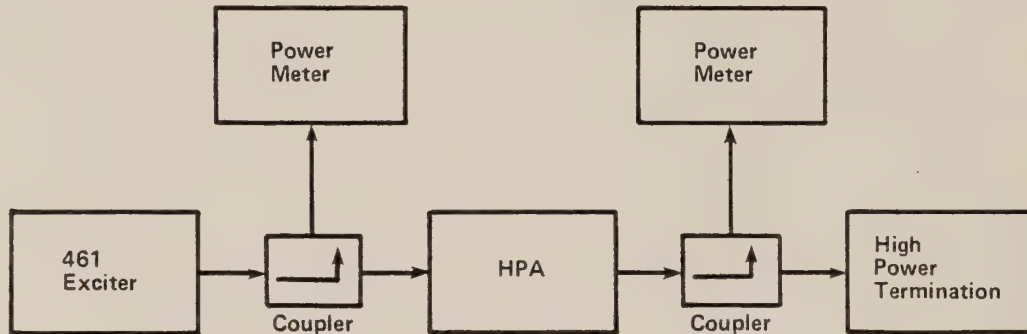 Power
Meter
Power
Meter
461
Exciter
Coupler
HPA
Coupler
High
Power
Termination